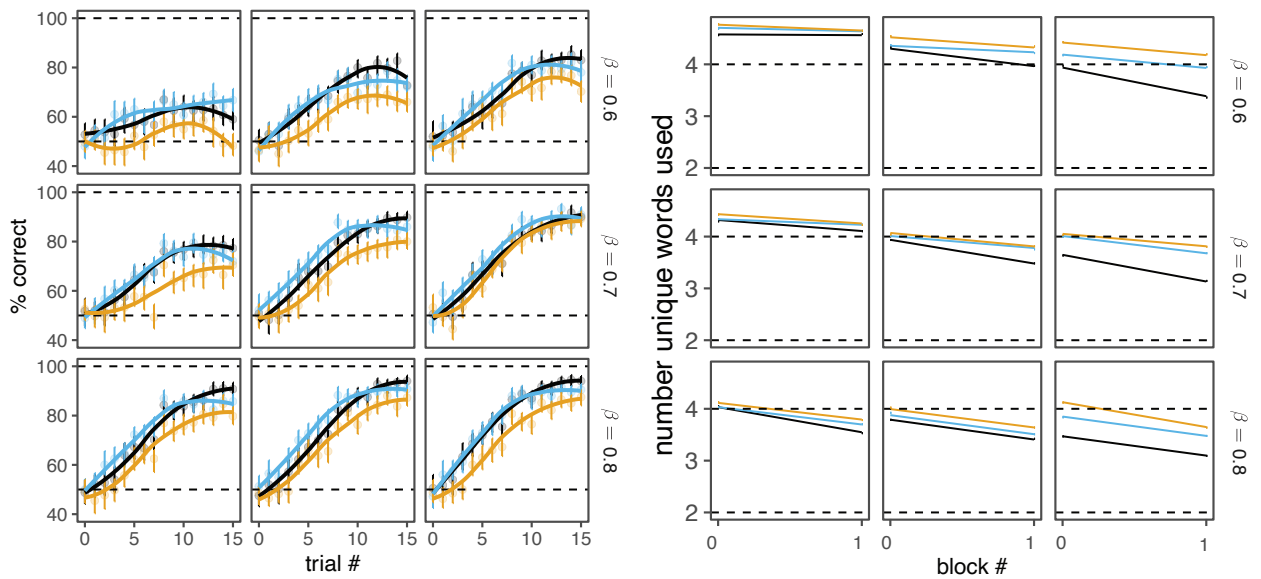 % correct
100
80
60
40
β = 0.6
100
80
60
40
β = 0.7
100
80
60
40
β = 0.8
0 5 10 15 0 5 10 15 0 5 10 15
trial #
number unique words used
4
3
2
β = 0.6
4
3
2
β = 0.7
4
3
2
β = 0.8
0 1 0 1 0 1
block #